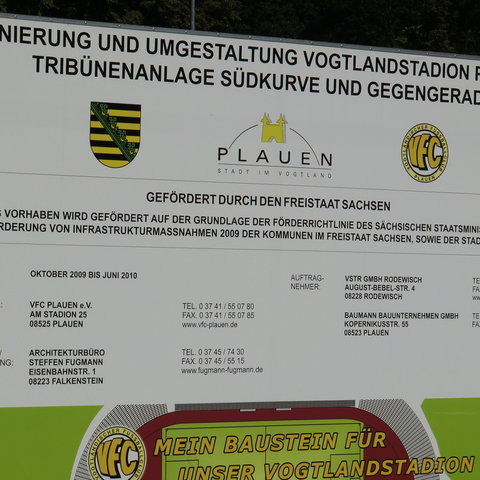 NIERUNG UND UMGESTALTUNG VOGTLANDSTADION P
TRIBÜNENANLAGE SÜDKURVE UND GEGENGERAD
PLAUEN
STADT IM VOGTLAND
VFC
GEFÖRDERT DURCH DEN FREISTAAT SACHSEN
G VORHABEN WIRD GEFÖRDERT AUF DER GRUNDLAGE DER FÖRDERRICHTLINIE DES SÄCHSISCHEN STAATSMINIS
RDERUNG VON INFRASTRUKTURMASSNAHMEN 2009 DER KOMMUNEN IM FREISTAAT SACHSEN, SOWIE DER STAD
OKTOBER 2009 BIS JUNI 2010
AUFTRAG-
NEHMER:
VSTR GMBH RODEWISCH
AUGUST-BEBEL-STR. 4
08228 RODEWISCH
VFC PLAUEN e.V.
AM STADION 25
08525 PLAUEN
TEL. 0 37 41 / 55 07 80
FAX. 0 37 41 / 55 07 85
www.vfc-plauen.de
BAUMANN BAUUNTERNEHMEN GMBH
KOPERNIKUSSTR. 55
08523 PLAUEN
NG:
ARCHITEKTURBÜRO
STEFFEN FUGMANN
EISENBAHNSTR. 1
08223 FALKENSTEIN
TEL. 0 37 45 / 74 30
FAX. 0 37 45 / 55 15
www.fugmann-fugmann.de
VFC
MEIN BAUSTEIN FÜR
UNSER VOGTLANDSTADION